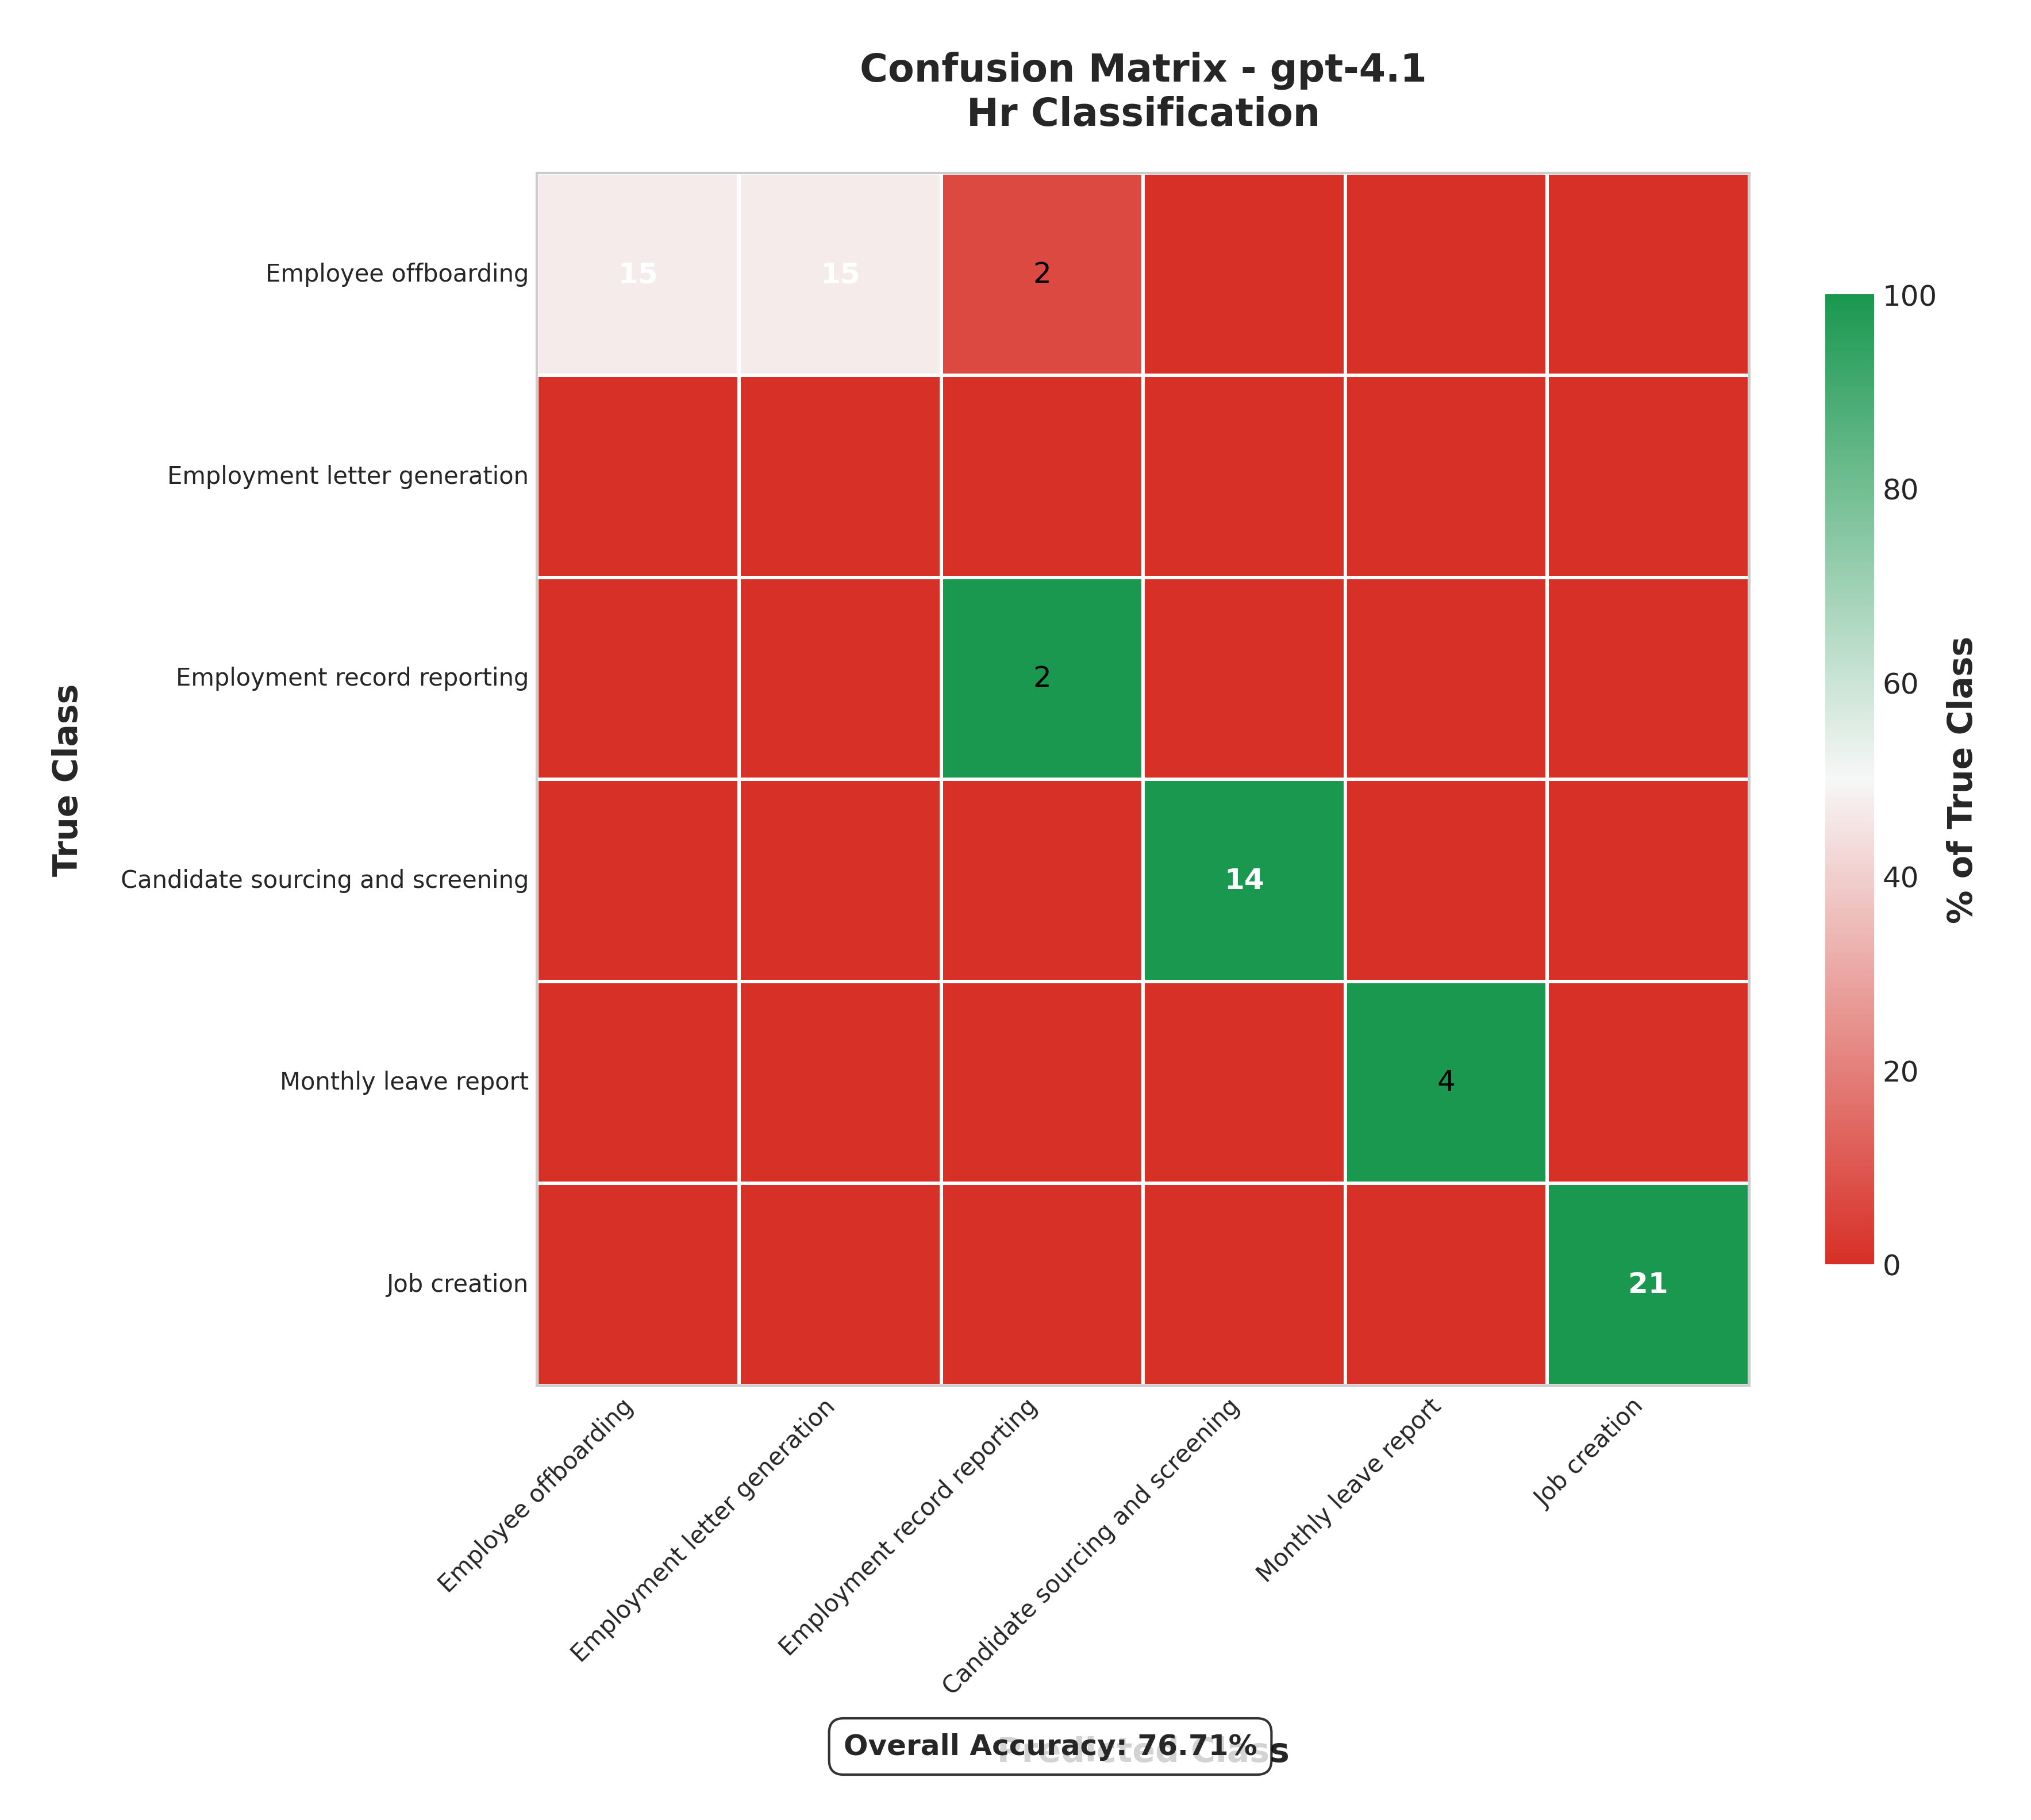 Confusion Matrix - gpt-4.1
Hr Classification
True Class
Employee offboarding
15 15 2
Employment letter generation
Employment record reporting
2
Candidate sourcing and screening
14
Monthly leave report
4
Job creation
21
Employee offboarding
Employment letter generation
Employment record reporting
Candidate sourcing and screening
Monthly leave report
Job creation
Predicted Class
Overall Accuracy: 76.71%
100
80
60
40
20
0
% of True Class